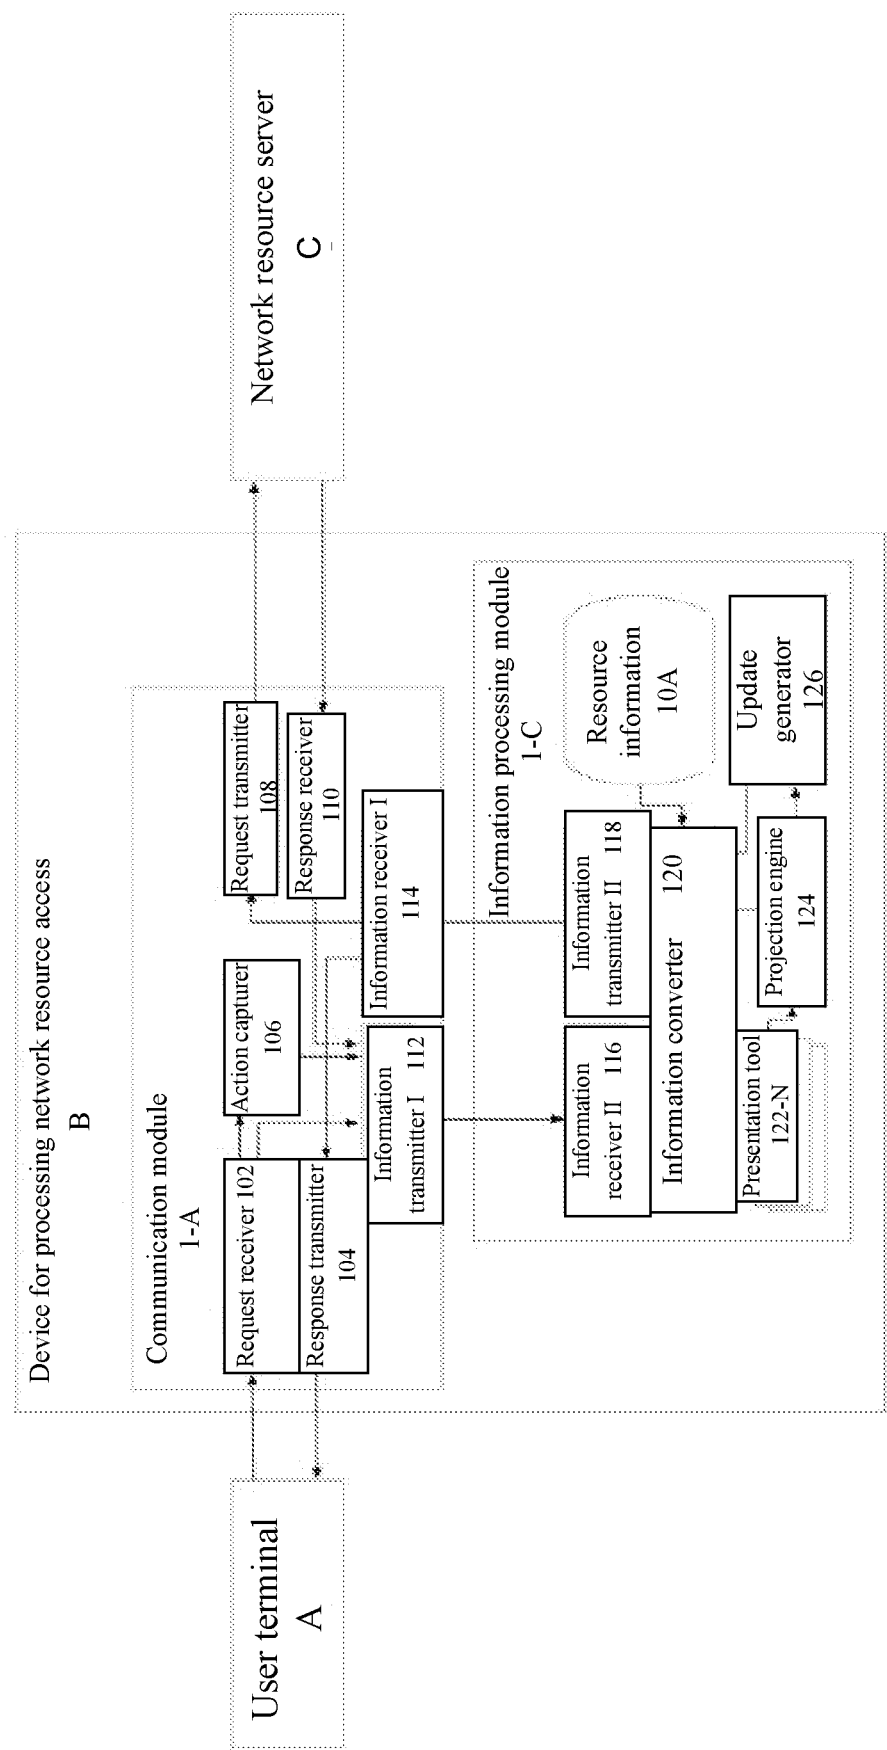 Device for processing network resource access
B
Communication module
1-A
Request receiver 102
Response transmitter
104
Action capturer
106
Request transmitter
108
Response receiver
110
Information
transmitter I 112
Information receiver I
114
Information processing module
1-C
Information
receiver II 116
Information
transmitter II 118
Information converter 120
Resource
information
10A
Presentation tool
122-N
Projection engine
124
Update
generator
126
User terminal
A
Network resource server
C